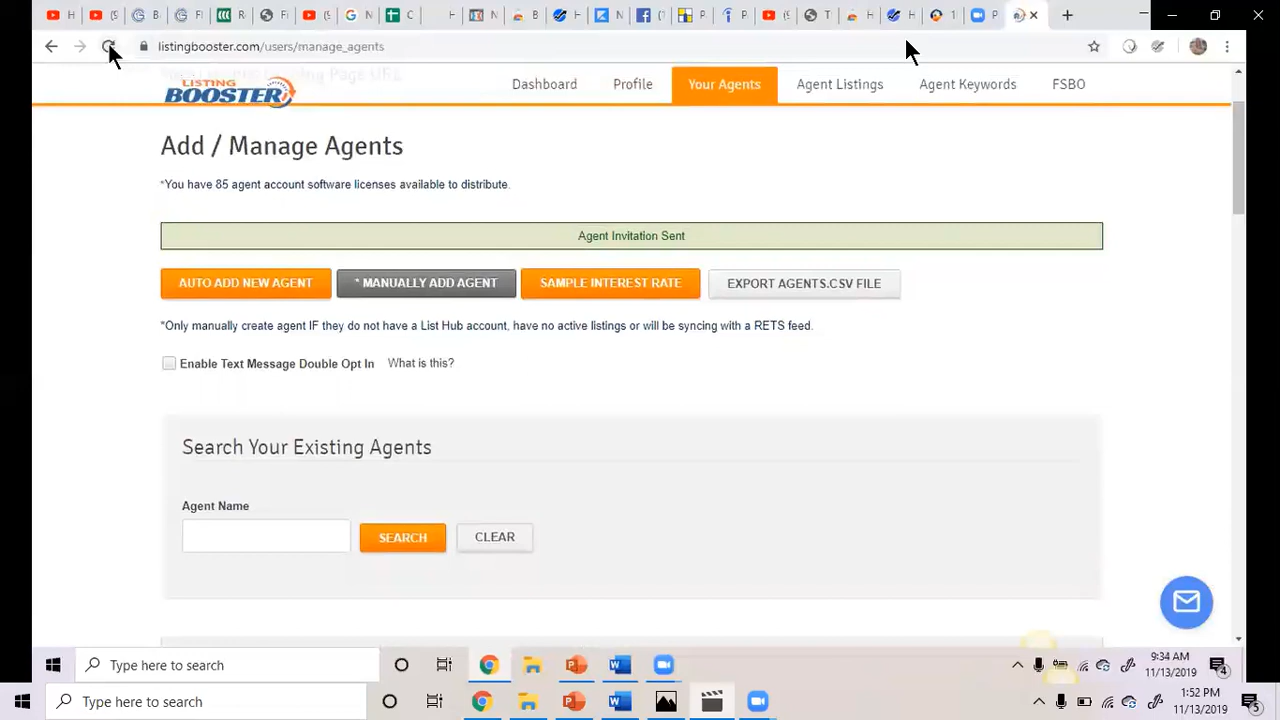 listingbooster.com/users/manage_agents
LISTING
BOOSTER
Dashboard
Profile
Your Agents
Agent Listings
Agent Keywords
FSBO
Add / Manage Agents
*You have 85 agent account software licenses available to distribute.
Agent Invitation Sent
AUTO ADD NEW AGENT
* MANUALLY ADD AGENT
SAMPLE INTEREST RATE
EXPORT AGENTS.CSV FILE
*Only manually create agent IF they do not have a List Hub account, have no active listings or will be syncing with a RETS feed.
Enable Text Message Double Opt In
What is this?
Search Your Existing Agents
Agent Name
SEARCH
CLEAR
Type here to search
9:34 AM
11/13/2019
4
Type here to search
1:52 PM
11/13/2019
5